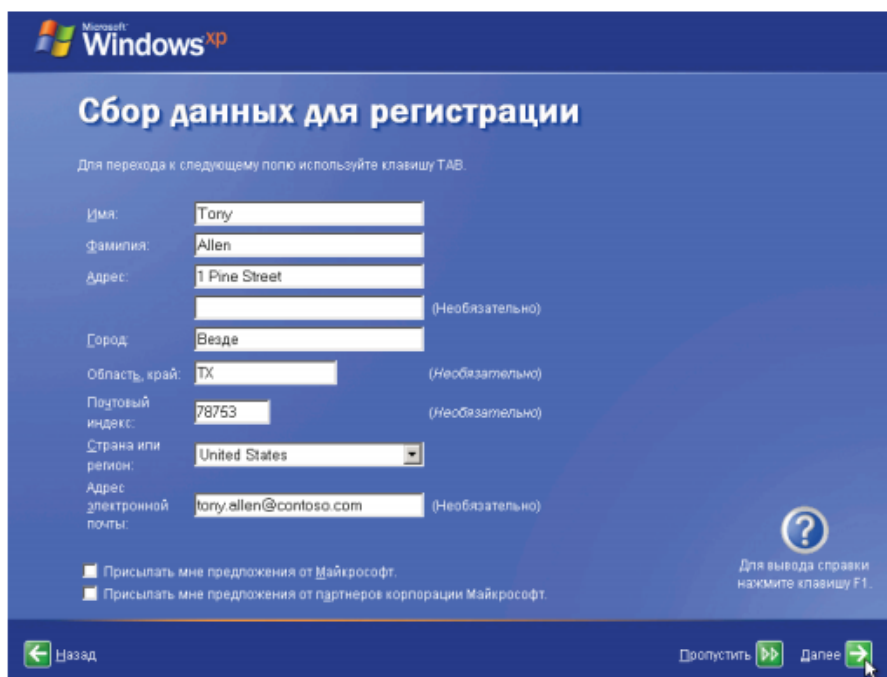 Microsoft
Windows xp
Сбор данных для регистрации
Для перехода к следующему полю используйте клавишу TAB.
Имя: Tony
Фамилия: Allen
Адрес: 1 Pine Street
(Необязательно)
Город: Везде
Область, край: TX (Необязательно)
Почтовый
индекс: 78753 (Необязательно)
Страна или
регион: United States
Адрес
электронной
почты: tony.allen@contoso.com (Необязательно)
Присылать мне предложения от Майкрософт.
Присылать мне предложения от партнеров корпорации Майкрософт.
?
Для вывода справки
нажмите клавишу F1.
Назад Пропустить Далее